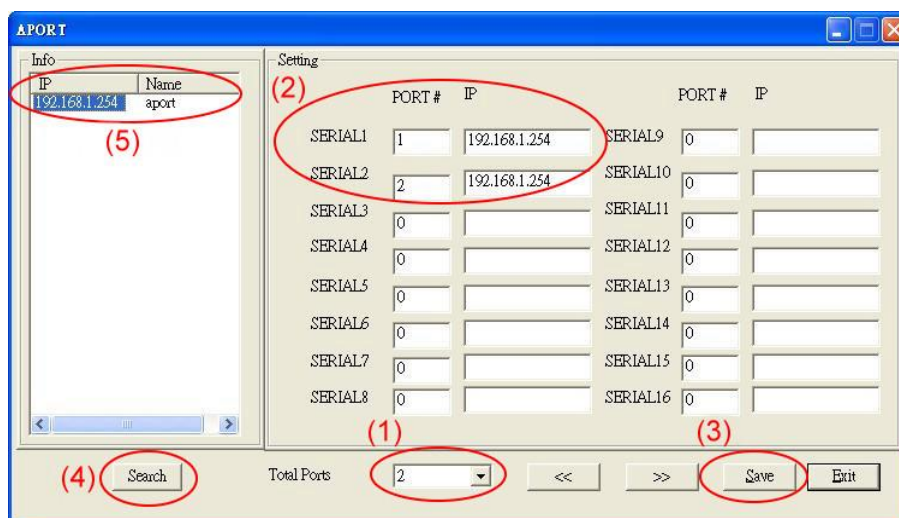 APORT
Info
IP Name
192.168.1.254 aport
(5)
Setting
(2)
PORT # IP PORT # IP
SERIAL1 1 192.168.1.254 SERIAL9 0
SERIAL2 2 192.168.1.254 SERIAL10 0
SERIAL3 0 SERIAL11 0
SERIAL4 0 SERIAL12 0
SERIAL5 0 SERIAL13 0
SERIAL6 0 SERIAL14 0
SERIAL7 0 SERIAL15 0
SERIAL8 0 SERIAL16 0
(1) (3)
(4) Search Total Ports 2 << >> Save Exit